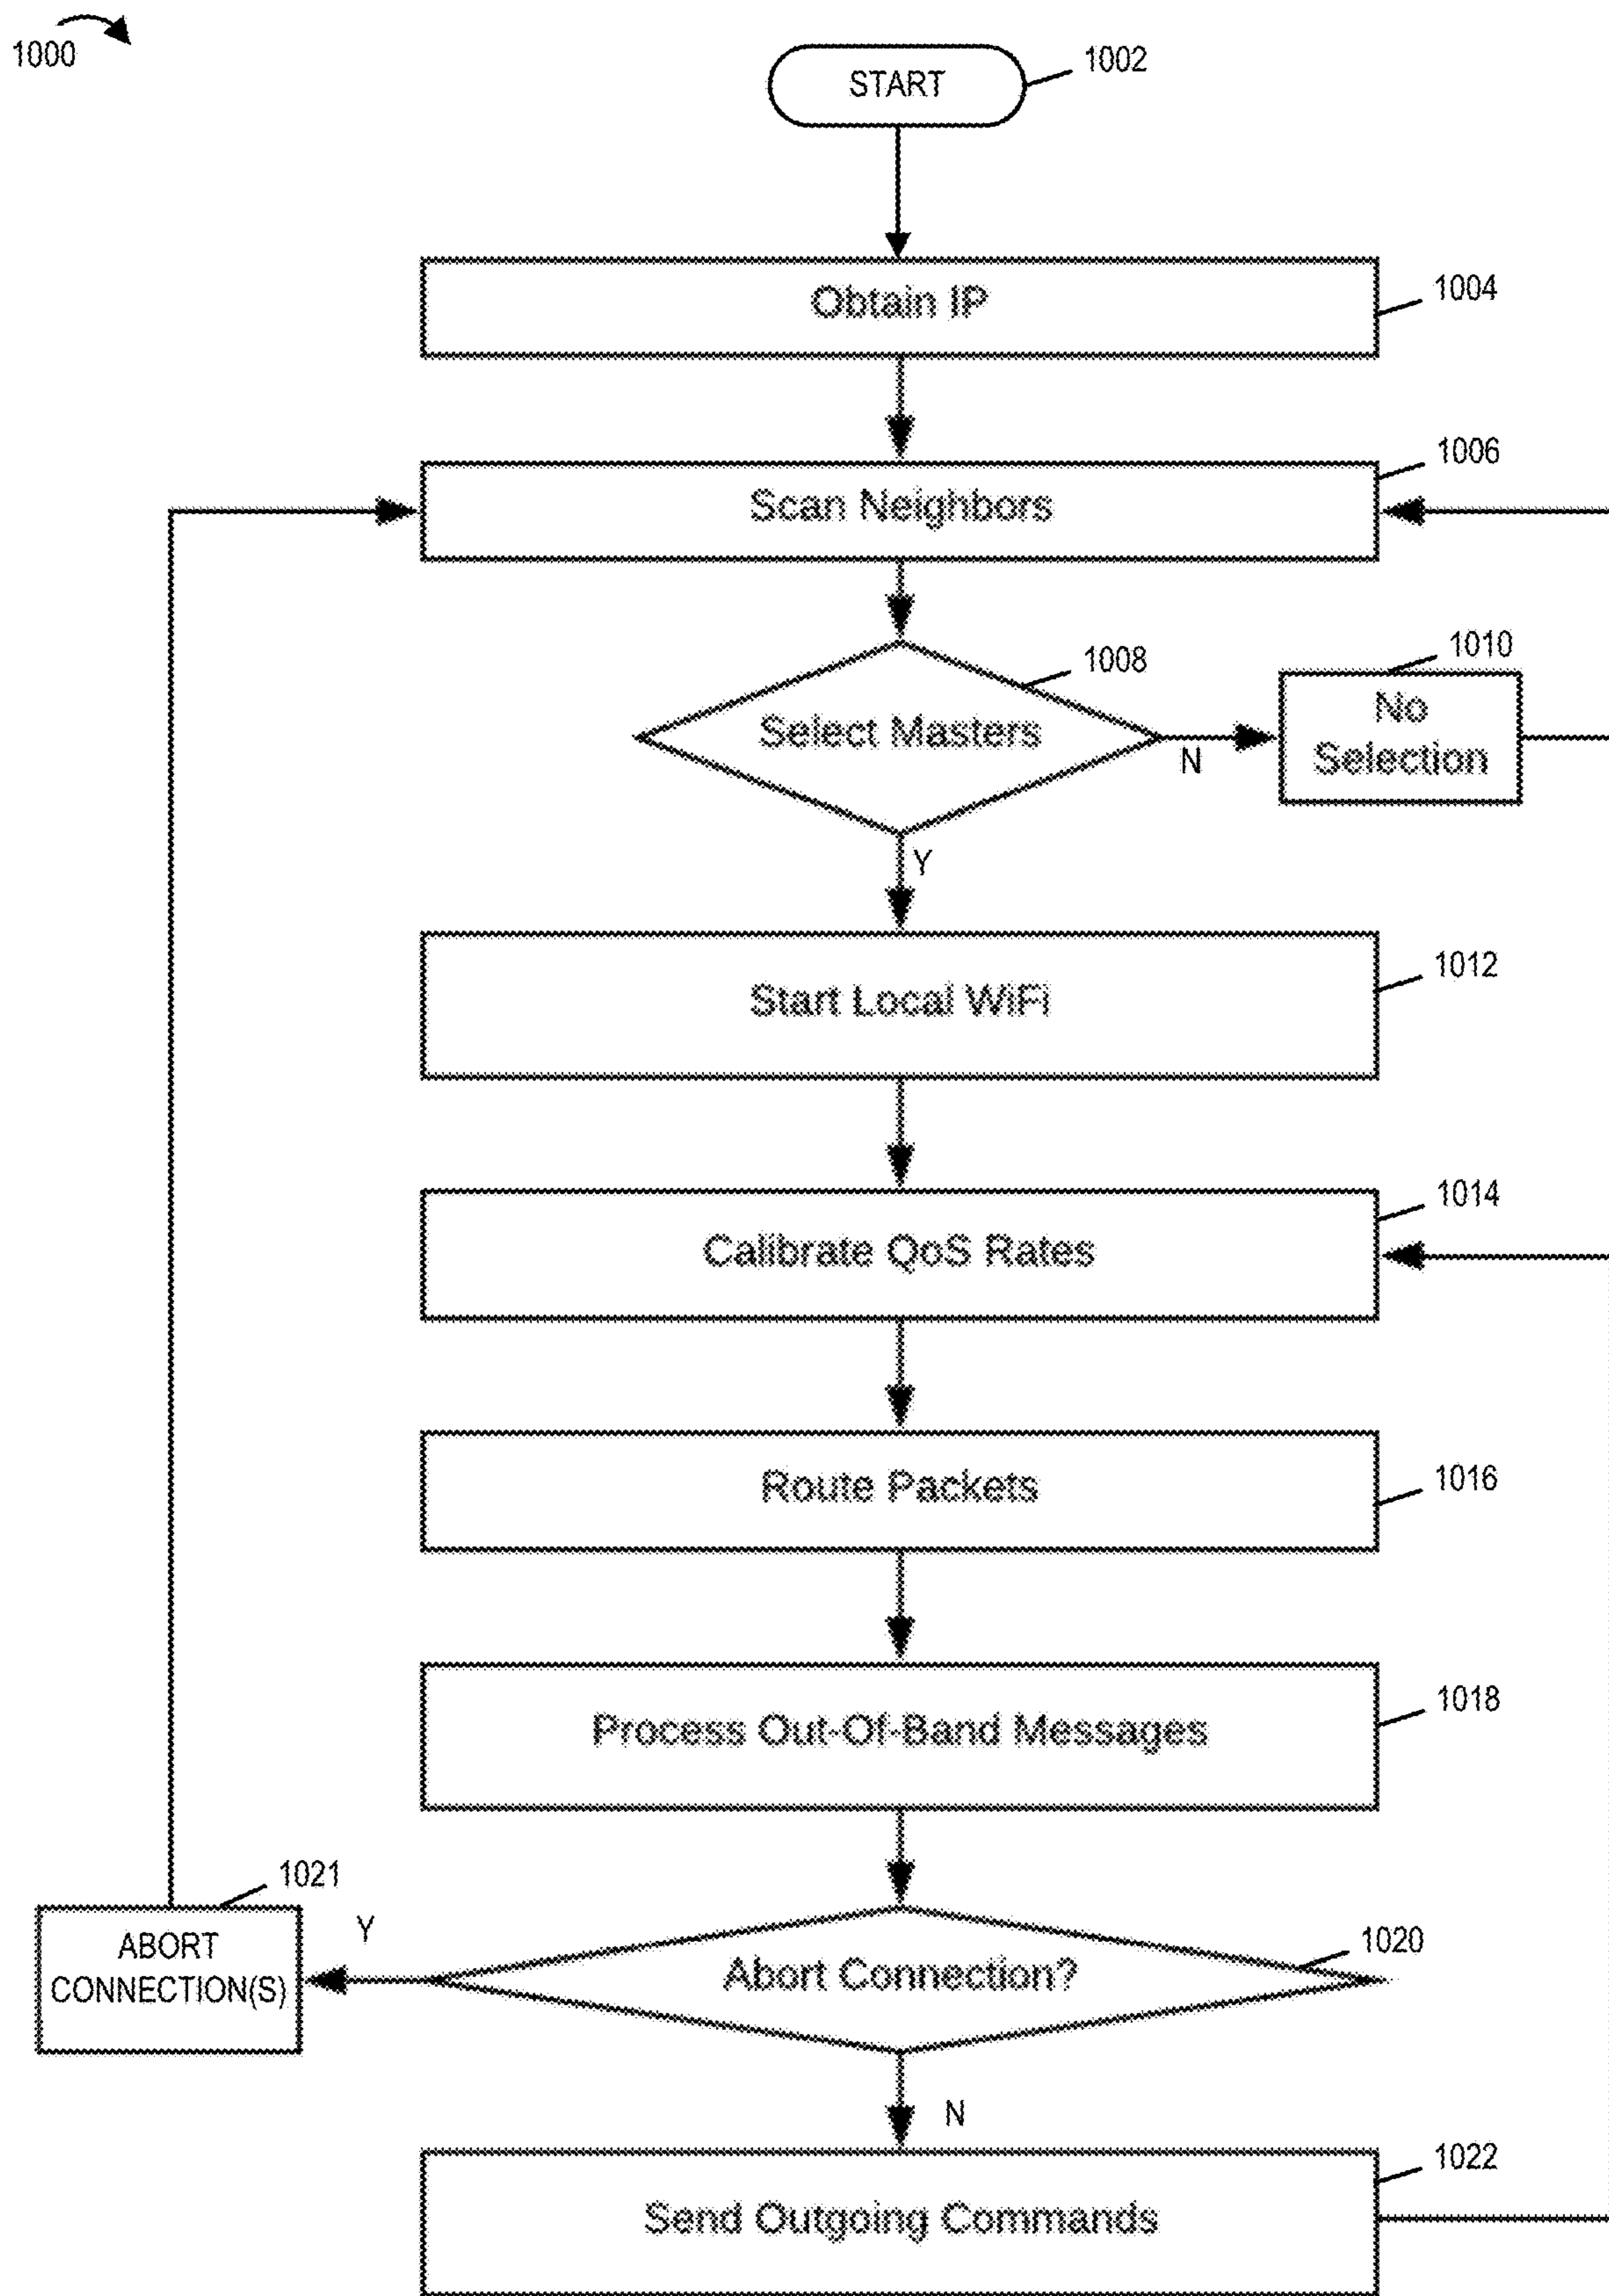 1000
START
1002
Obtain IP
1004
Scan Neighbors
1006
Select Masters
1008
N
No
Selection
1010
Y
Start Local WiFi
1012
Calibrate QoS Rates
1014
Route Packets
1016
Process Out-Of-Band Messages
1018
Abort Connection?
1020
Y
ABORT
CONNECTION(S)
1021
N
Send Outgoing Commands
1022